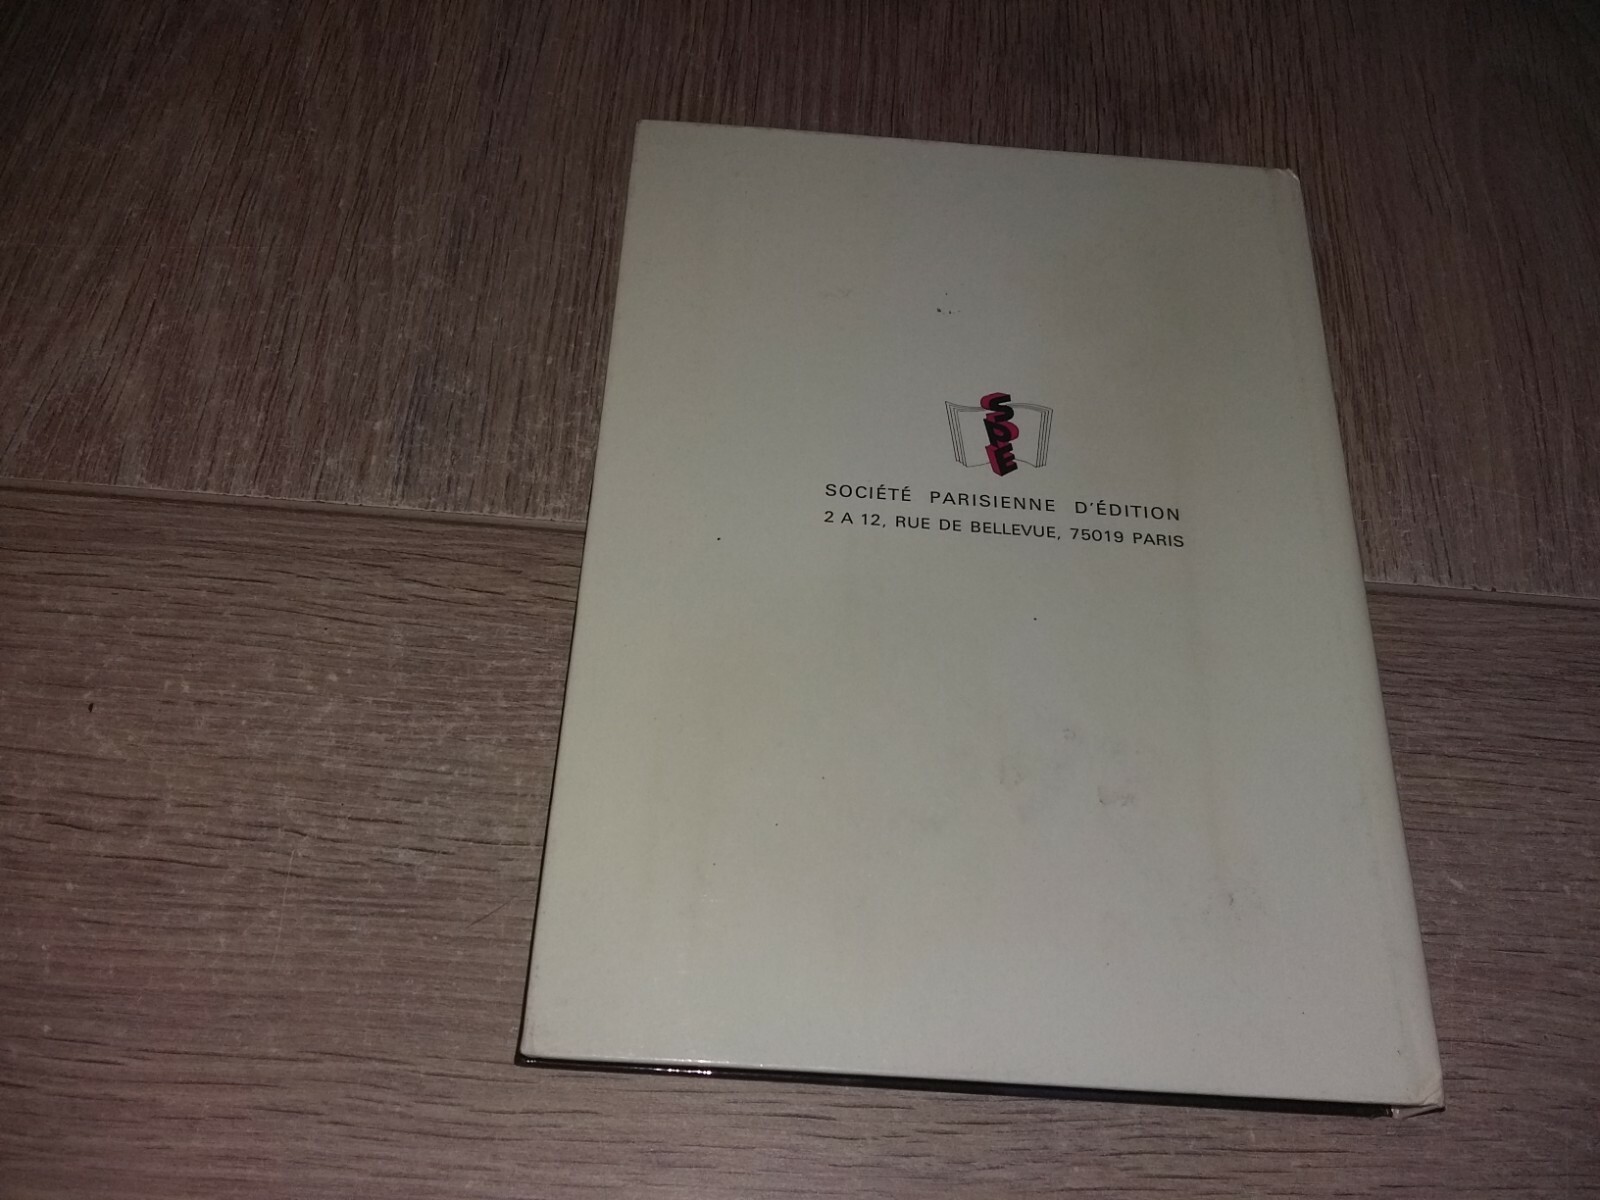 SPE
SOCIÉTÉ PARISIENNE D'ÉDITION
2 A 12, RUE DE BELLEVUE, 75019 PARIS